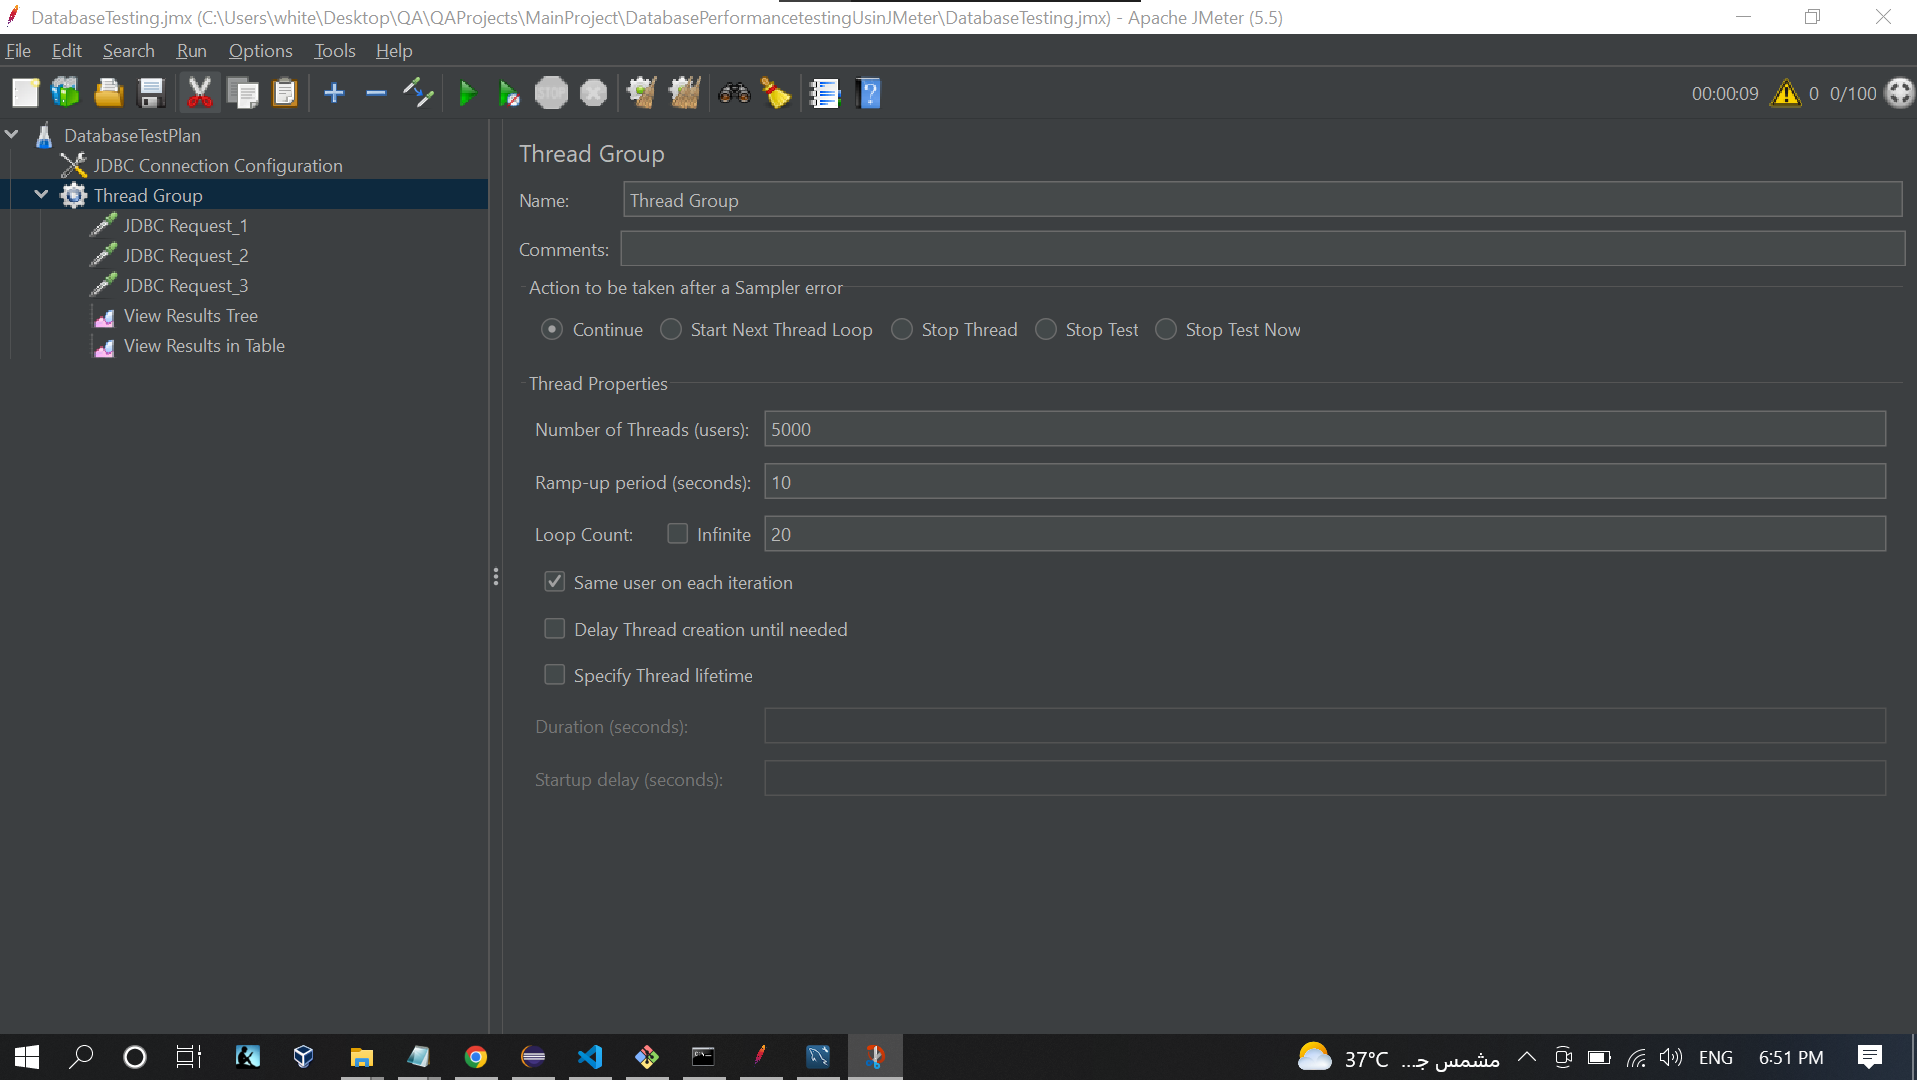 DatabaseTesting.jmx (C:\Users\white\Desktop\QA\QAProjects\MainProject\DatabasePerformancetestingUsinJMeter\DatabaseTesting.jmx) - Apache JMeter (5.5)
File Edit Search Run Options Tools Help
STOP
00:00:09 0 0/100
DatabaseTestPlan
JDBC Connection Configuration
Thread Group
JDBC Request_1
JDBC Request_2
JDBC Request_3
View Results Tree
View Results in Table
Thread Group
Name: Thread Group
Comments:
Action to be taken after a Sampler error
Continue Start Next Thread Loop Stop Thread Stop Test Stop Test Now
Thread Properties
Number of Threads (users): 5000
Ramp-up period (seconds): 10
Loop Count: Infinite 20
Same user on each iteration
Delay Thread creation until needed
Specify Thread lifetime
Duration (seconds):
Startup delay (seconds):
37°C مشمس جـ... ENG 6:51 PM